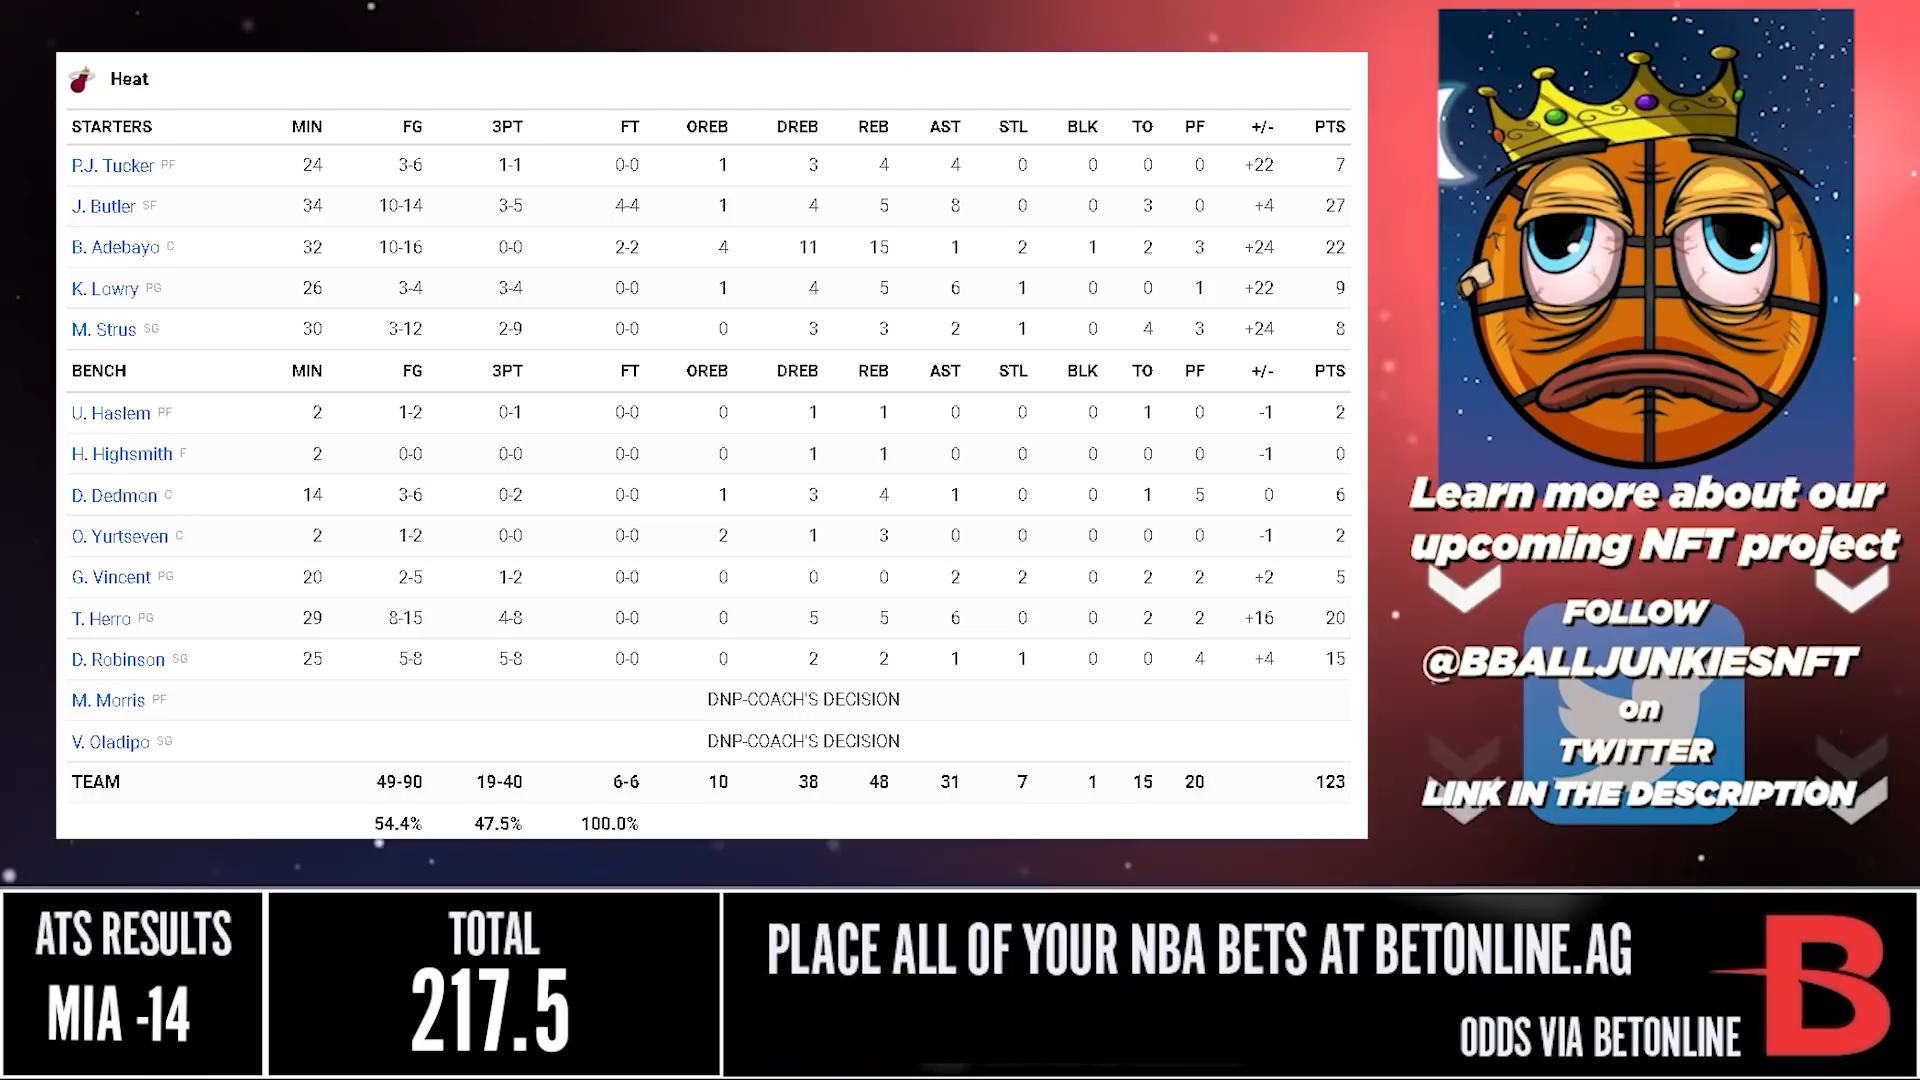 Heat
STARTERS MIN FG 3PT FT OREB DREB REB AST STL BLK TO PF +/- PTS
P.J. Tucker PF 24 3-6 1-1 0-0 1 3 4 4 0 0 0 0 +22 7
J. Butler SF 34 10-14 3-5 4-4 1 4 5 8 0 0 3 0 +4 27
B. Adebayo C 32 10-16 0-0 2-2 4 11 15 1 2 1 2 3 +24 22
K. Lowry PG 26 3-4 3-4 0-0 1 4 5 6 1 0 0 1 +22 9
M. Strus SG 30 3-12 2-9 0-0 0 3 3 2 1 0 4 3 +24 8
BENCH MIN FG 3PT FT OREB DREB REB AST STL BLK TO PF +/- PTS
U. Haslem PF 2 1-2 0-1 0-0 0 1 1 0 0 0 1 0 -1 2
H. Highsmith F 2 0-0 0-0 0-0 0 1 1 0 0 0 0 0 -1 0
D. Dedmon C 14 3-6 0-2 0-0 1 3 4 1 0 0 1 5 0 6
O. Yurtseven C 2 1-2 0-0 0-0 2 1 3 0 0 0 0 0 -1 2
G. Vincent PG 20 2-5 1-2 0-0 0 0 0 2 2 0 2 2 +2 5
T. Herro PG 29 8-15 4-8 0-0 0 5 5 6 0 0 2 2 +16 20
D. Robinson SG 25 5-8 5-8 0-0 0 2 2 1 1 0 0 4 +4 15
M. Morris PF DNP-COACH'S DECISION
V. Oladipo SG DNP-COACH'S DECISION
TEAM 49-90 19-40 6-6 10 38 48 31 7 1 15 20 123
54.4% 47.5% 100.0%
Learn more about our
upcoming NFT project
FOLLOW
@BBALLJUNKIESNFT
on
TWITTER
LINK IN THE DESCRIPTION
ATS RESULTS
MIA -14
TOTAL
217.5
PLACE ALL OF YOUR NBA BETS AT BETONLINE.AG
ODDS VIA BETONLINE
B